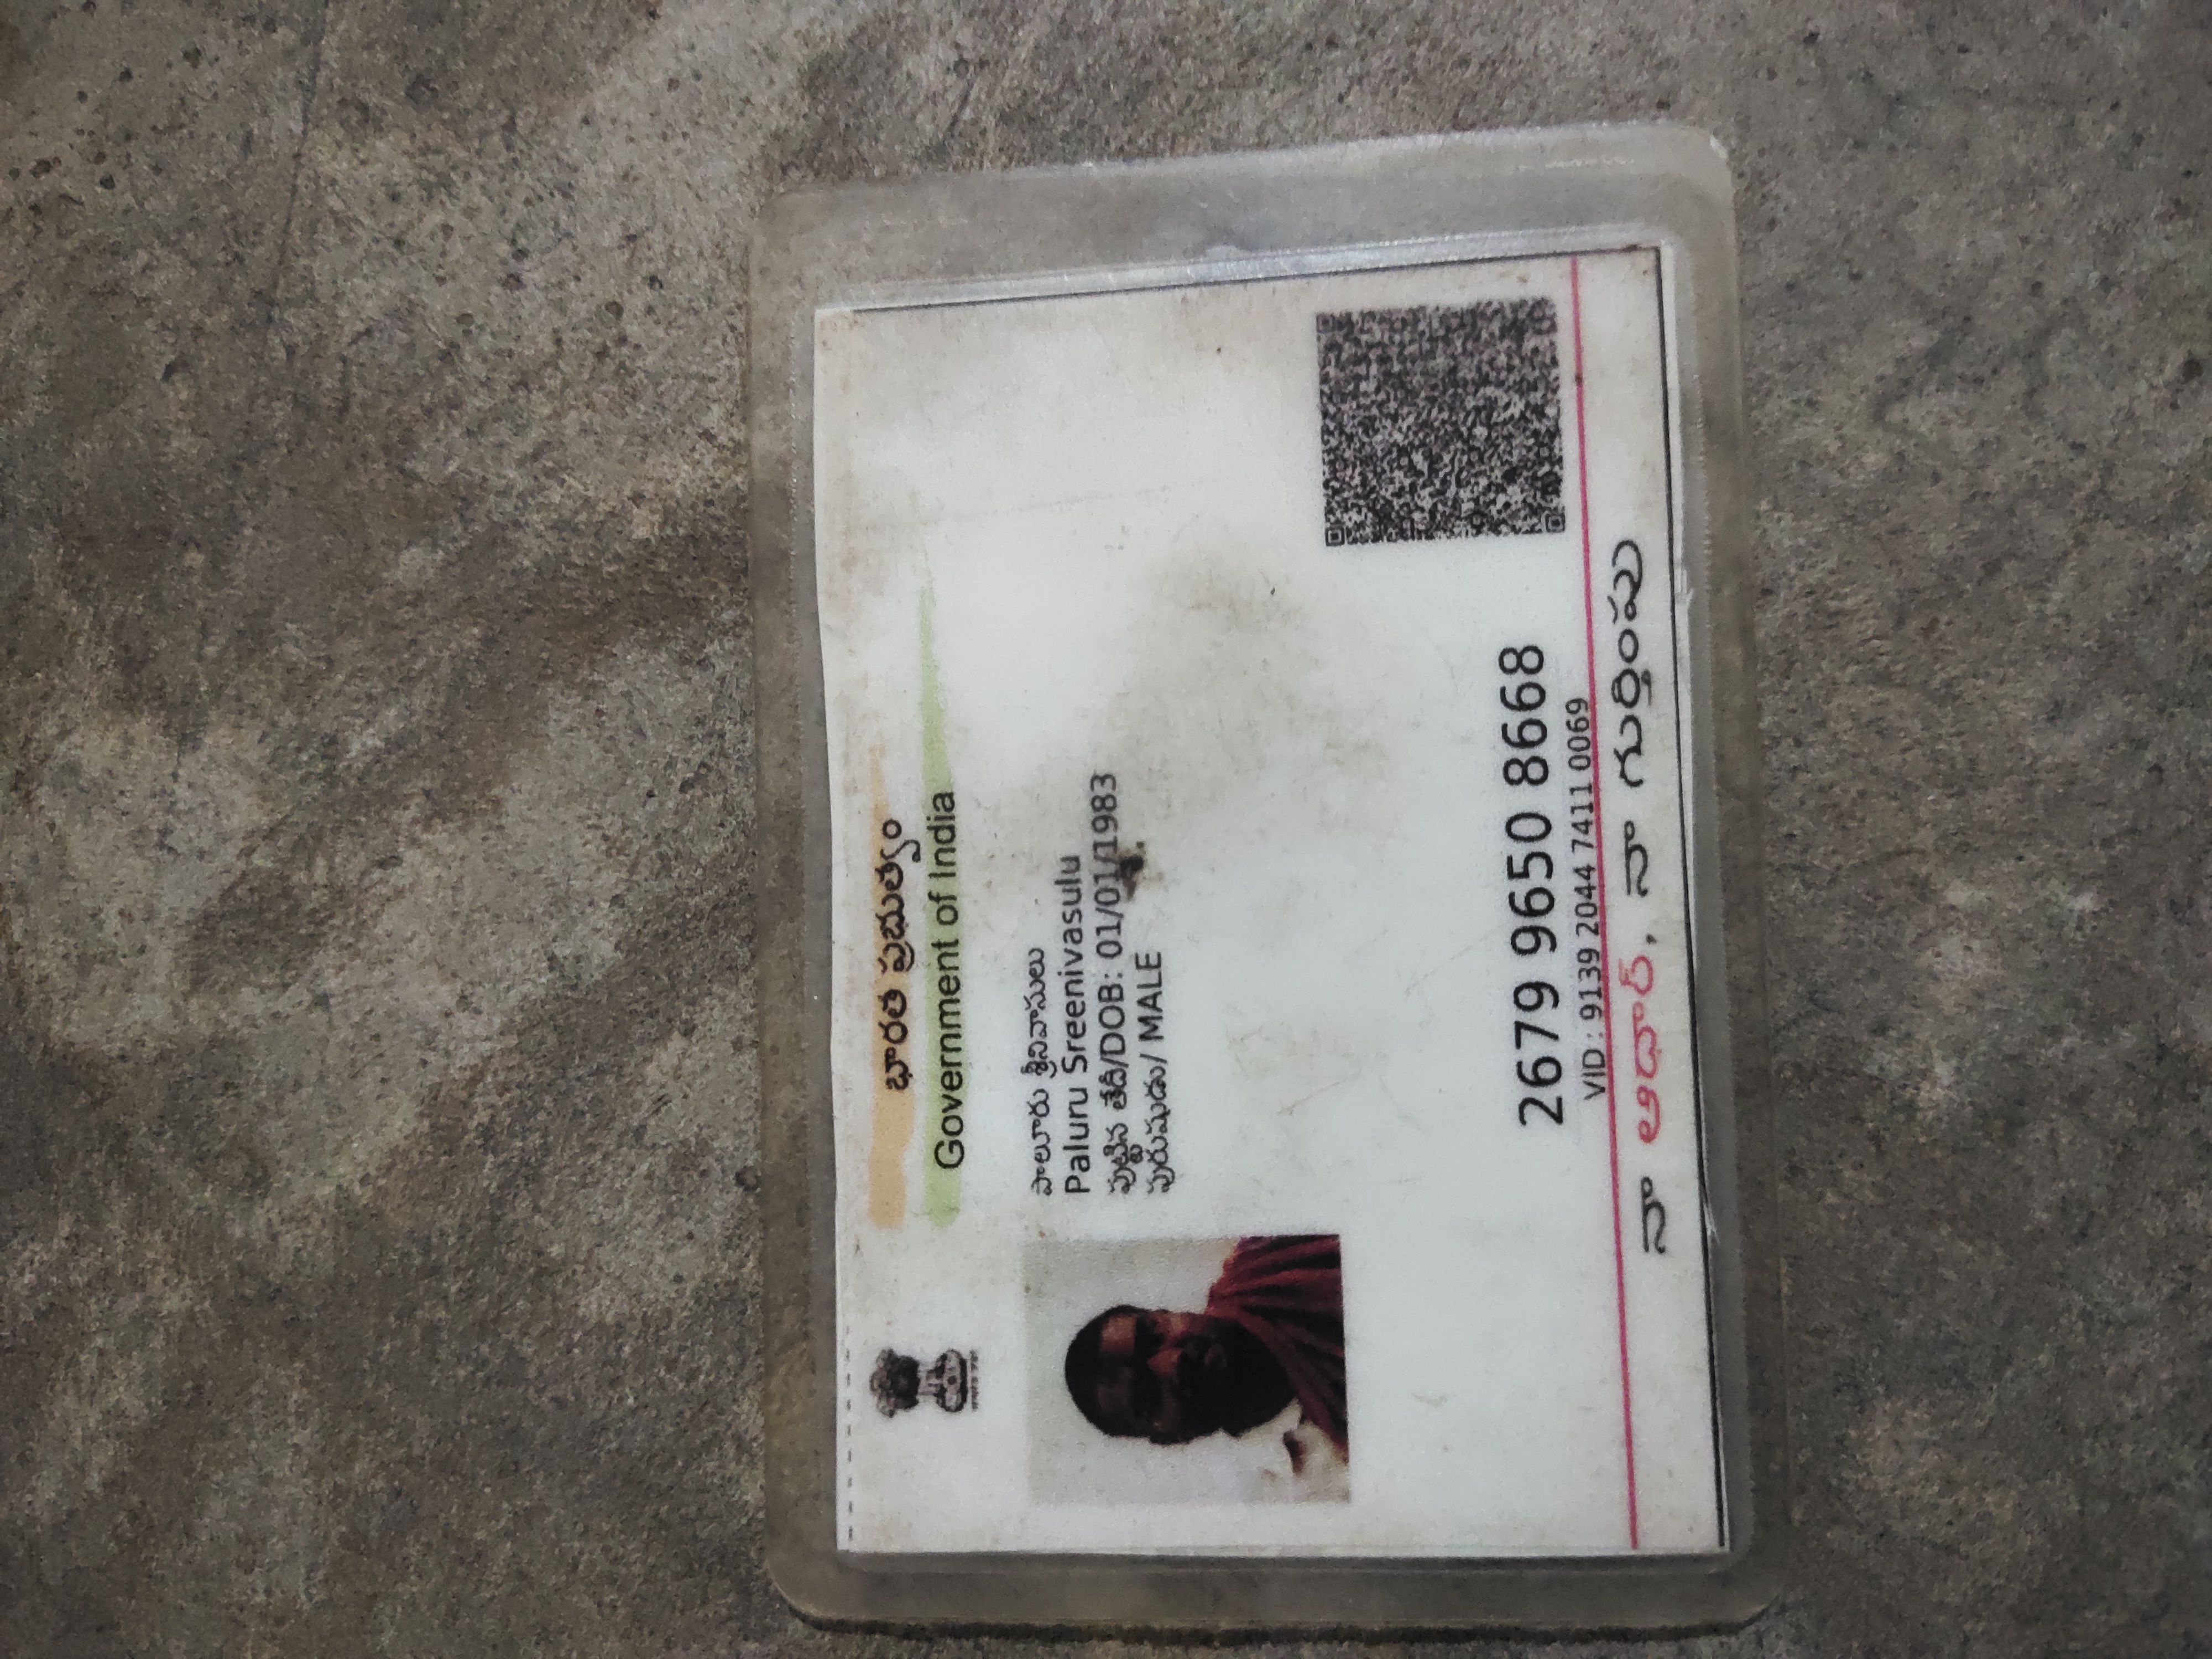 భారత ప్రభుత్వం
Government of India
పాలూరు శ్రీనివాసులు
Paluru Sreenivasulu
పుట్టిన తేదీ/DOB: 01/01/1983
పురుషుడు/ MALE
2679 9650 8668
VID : 9139 2044 7411 0069
నా ఆధార్, నా గుర్తింపు